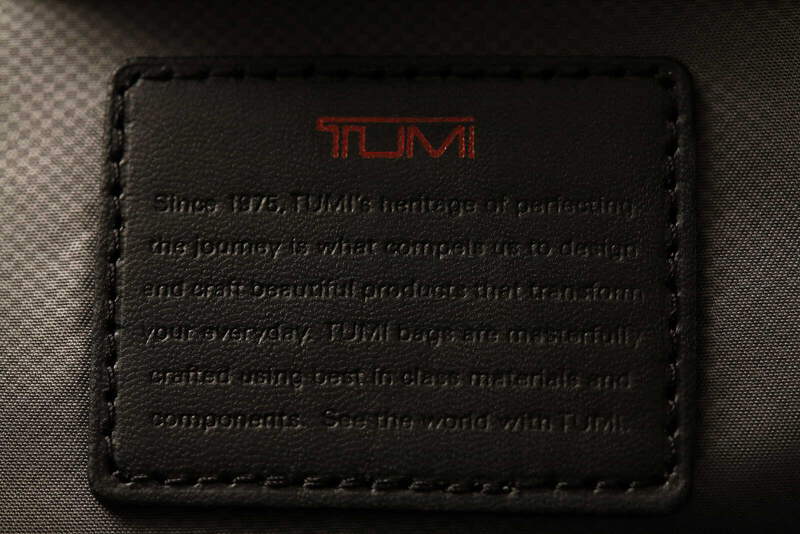 TUMI
Since 1975, TUMI's heritage of perfecting
the journey is what compels us to design
and craft beautiful products that transform
your everyday. TUMI bags are masterfully
crafted using best in class materials and
components. See the world with TUMI.